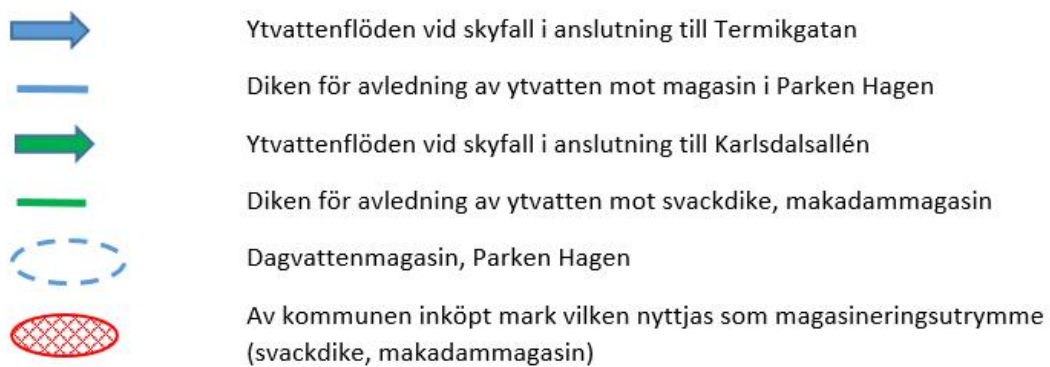 Ytvattenflöden vid skyfall i anslutning till Termikgatan
Diken för avledning av ytvatten mot magasin i Parken Hagen
Ytvattenflöden vid skyfall i anslutning till Karlsdalsallén
Diken för avledning av ytvatten mot svackdike, makadammagasin
Dagvattenmagasin, Parken Hagen
Av kommunen inköpt mark vilken nyttjas som magasineringsutrymme
(svackdike, makadammagasin)